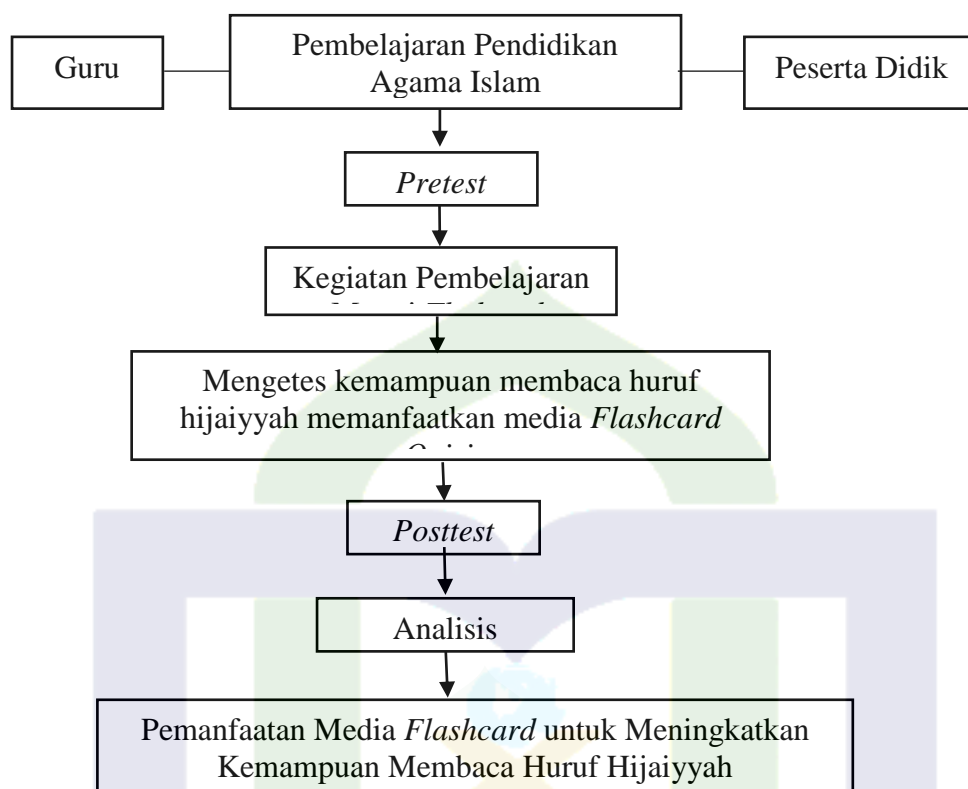 Guru
Pembelajaran Pendidikan
Agama Islam
Peserta Didik
Pretest
Kegiatan Pembelajaran
Mengetes kemampuan membaca huruf
hijaiyyah memanfaatkan media Flashcard
Posttest
Analisis
Pemanfaatan Media Flashcard untuk Meningkatkan
Kemampuan Membaca Huruf Hijaiyyah